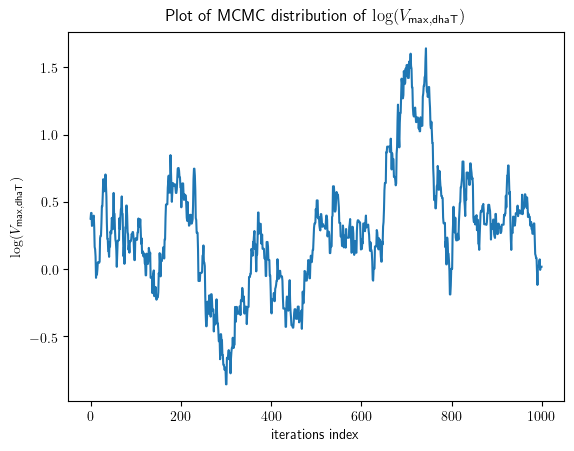 Plot of MCMC distribution of log(V_max,dhaT)
log(V_max,dhaT)
1.5
1.0
0.5
0.0
−0.5
0 200 400 600 800 1000
iterations index